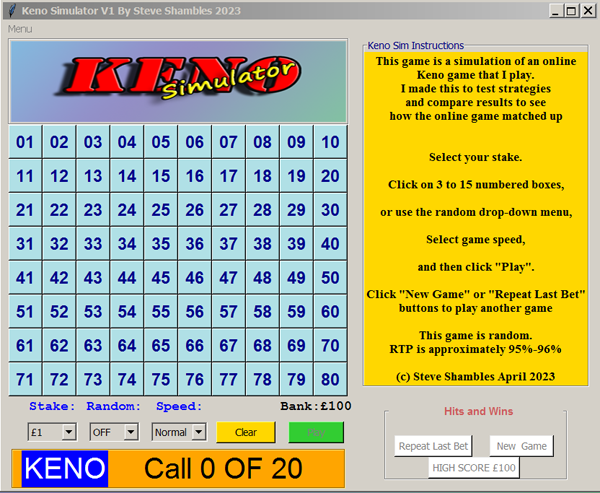 Keno Simulator V1 By Steve Shambles 2023
Menu
KENO
Simulator
01 02 03 04 05 06 07 08 09 10
11 12 13 14 15 16 17 18 19 20
21 22 23 24 25 26 27 28 29 30
31 32 33 34 35 36 37 38 39 40
41 42 43 44 45 46 47 48 49 50
51 52 53 54 55 56 57 58 59 60
61 62 63 64 65 66 67 68 69 70
71 72 73 74 75 76 77 78 79 80
Stake: Random: Speed: Bank:£100
£1 OFF Normal Clear Play
KENO Call 0 OF 20
Keno Sim Instructions
This game is a simulation of an online
Keno game that I play.
I made this to test strategies
and compare results to see
how the online game matched up
Select your stake.
Click on 3 to 15 numbered boxes,
or use the random drop-down menu,
Select game speed,
and then click "Play".
Click "New Game" or "Repeat Last Bet"
buttons to play another game
This game is random.
RTP is approximately 95%-96%
(c) Steve Shambles April 2023
Hits and Wins
Repeat Last Bet New Game
HIGH SCORE £100